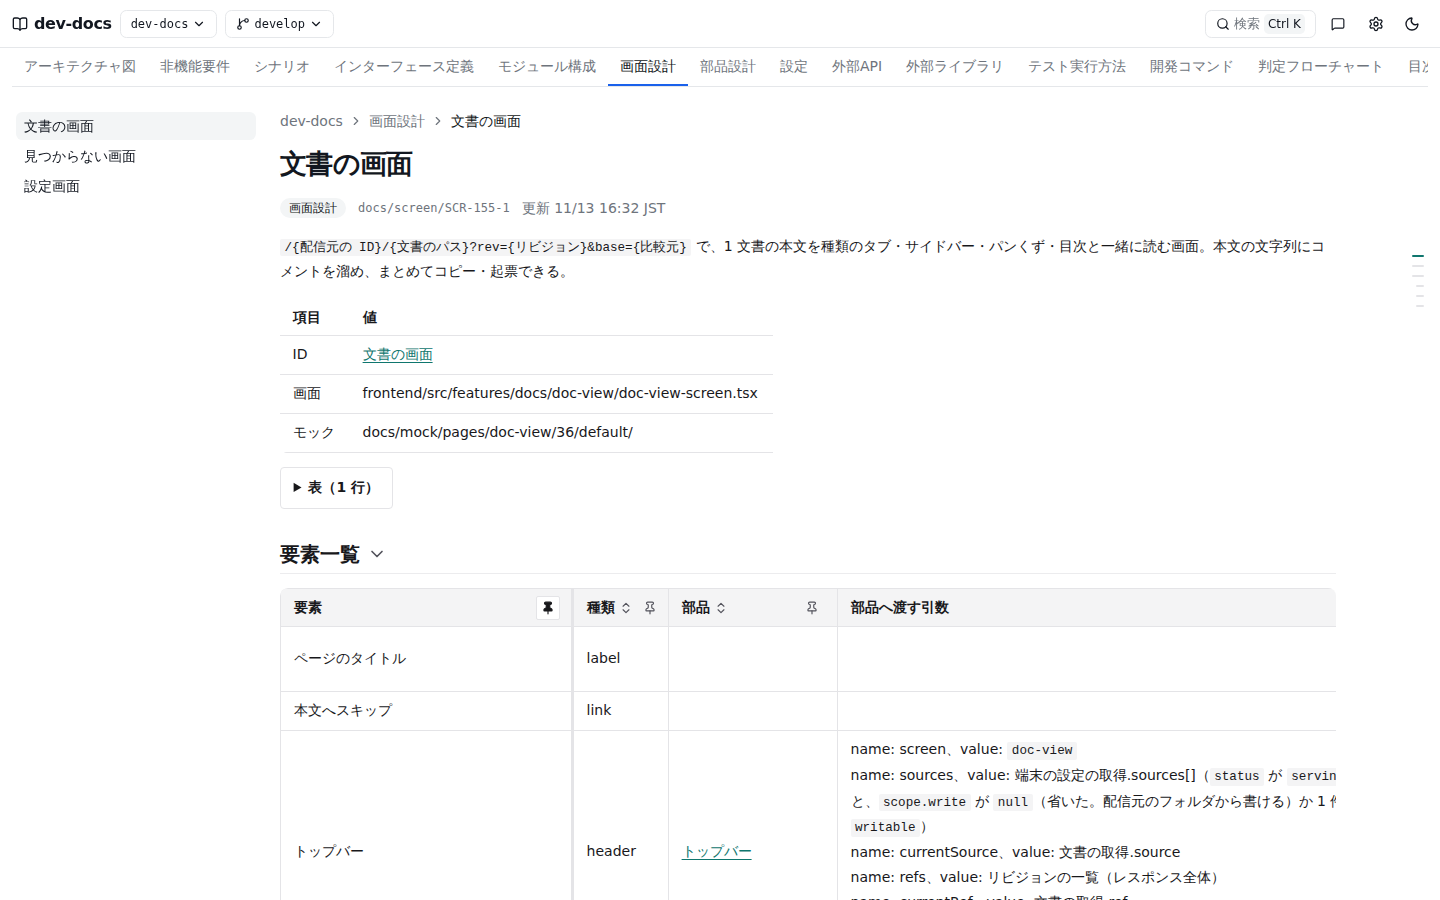 dev-docs dev-docs develop 検索 Ctrl K
アーキテクチャ図 非機能要件 シナリオ インターフェース定義 モジュール構成 画面設計 部品設計 設定 外部API 外部ライブラリ テスト実行方法 開発コマンド 判定フローチャート 目次
文書の画面
見つからない画面
設定画面
dev-docs > 画面設計 > 文書の画面
文書の画面
画面設計 docs/screen/SCR-155-1 更新 11/13 16:32 JST
/{配信元の ID}/{文書のパス}?rev={リビジョン}&base={比較元} で、1 文書の本文を種類のタブ・サイドバー・パンくず・目次と一緒に読む画面。本文の文字列にコ
メントを溜め、まとめてコピー・起票できる。
項目 値
ID 文書の画面
画面 frontend/src/features/docs/doc-view/doc-view-screen.tsx
モック docs/mock/pages/doc-view/36/default/
▶ 表（1 行）
要素一覧
要素 種類 部品 部品へ渡す引数
ページのタイトル label
本文へスキップ link
トップバー header トップバー
name: screen、value: doc-view
name: sources、value: 端末の設定の取得.sources[]（status が servin
と、scope.write が null（省いた。配信元のフォルダから書ける）か 1 件
writable）
name: currentSource、value: 文書の取得.source
name: refs、value: リビジョンの一覧（レスポンス全体）
name: currentRef、value: 文書の取得.ref